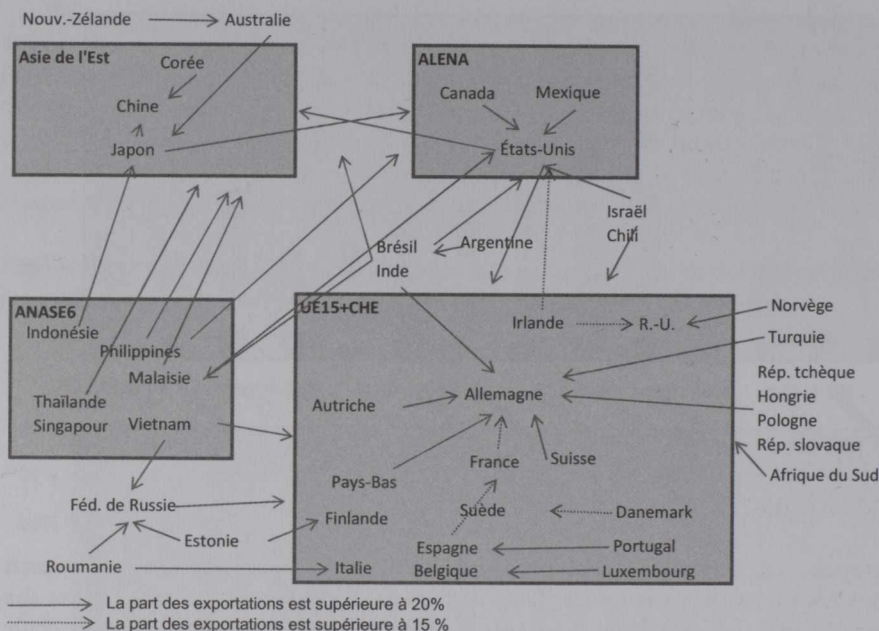 Nouv.-Zélande Australie
Asie de l'Est
Corée
Chine
Japon
ALENA
Canada Mexique
États-Unis
Israël
Chili
Brésil Argentine
Inde
ANASE6
Indonésie
Philippines
Malaisie
Thaïlande
Singapour Vietnam
UE15+CHE
Irlande R.-U.
Norvège
Turquie
Rép. tchèque
Hongrie
Pologne
Rép. slovaque
Afrique du Sud
Autriche Allemagne
France Suisse
Pays-Bas
Féd. de Russie
Finlande
Suède Danemark
Estonie
Espagne Portugal
Roumanie Italie Belgique Luxembourg
La part des exportations est supérieure à 20%
La part des exportations est supérieure à 15 %